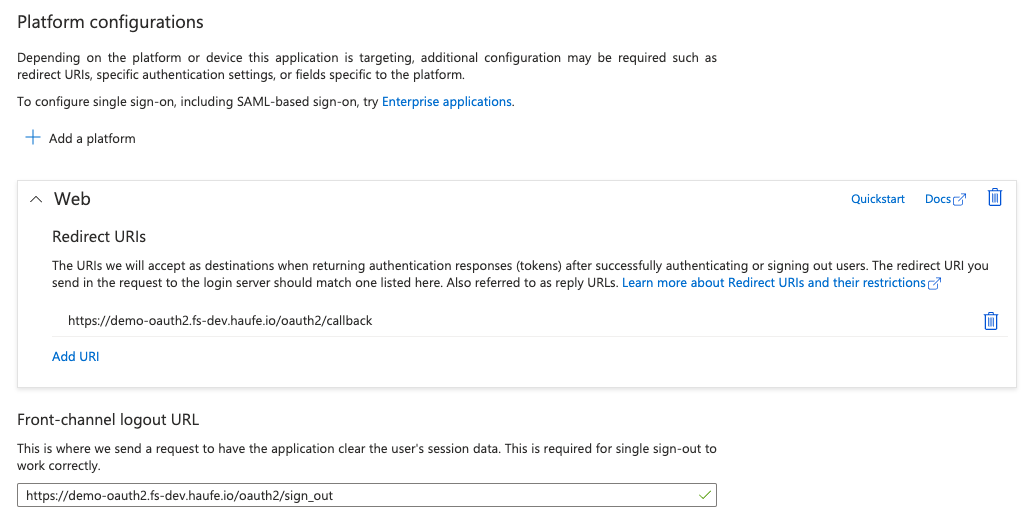 Platform configurations
Depending on the platform or device this application is targeting, additional configuration may be required such as
redirect URIs, specific authentication settings, or fields specific to the platform.
To configure single sign-on, including SAML-based sign-on, try Enterprise applications.
Add a platform
Web
Quickstart
Docs
Redirect URIs
The URIs we will accept as destinations when returning authentication responses (tokens) after successfully authenticating or signing out users. The redirect URI you
send in the request to the login server should match one listed here. Also referred to as reply URLs. Learn more about Redirect URIs and their restrictions
https://demo-oauth2.fs-dev.haufe.io/oauth2/callback
Add URI
Front-channel logout URL
This is where we send a request to have the application clear the user's session data. This is required for single sign-out to
work correctly.
https://demo-oauth2.fs-dev.haufe.io/oauth2/sign_out